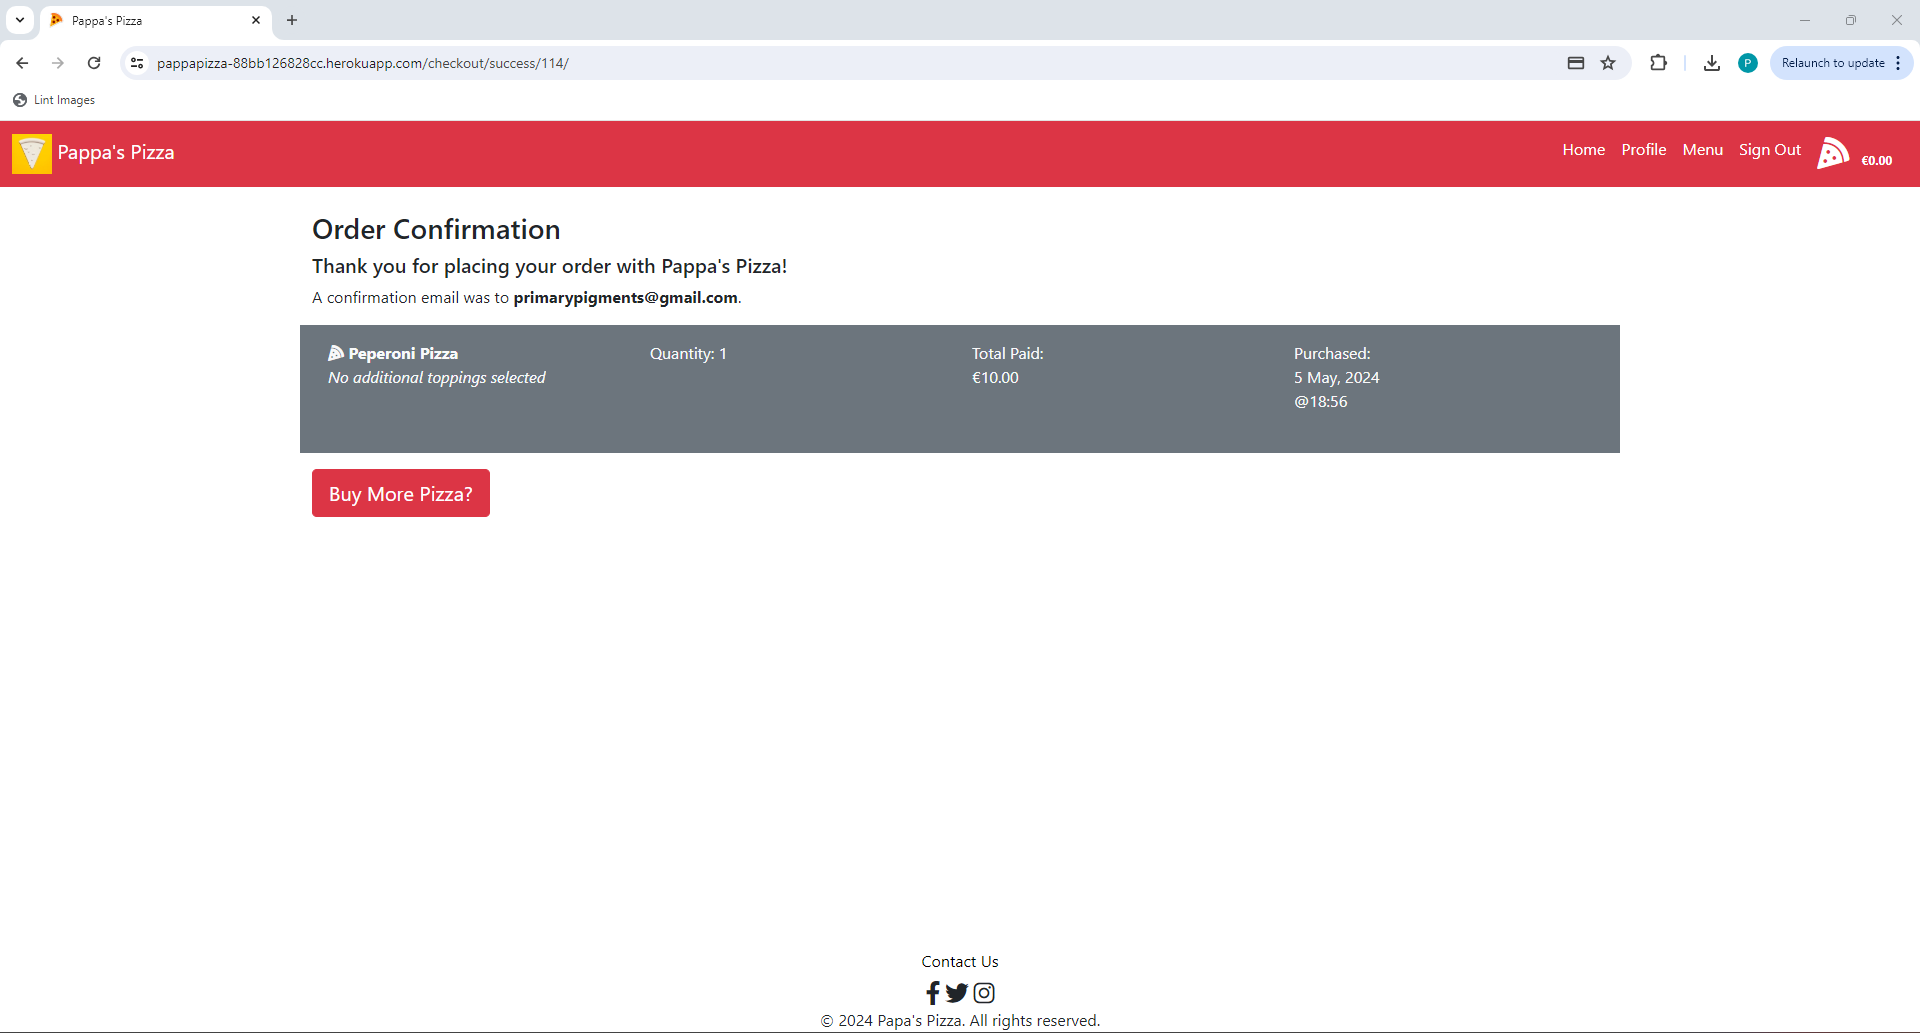 Pappa's Pizza
pappapizza-88bb126828cc.herokuapp.com/checkout/success/114/
P
Relaunch to update
Lint Images
Pappa's Pizza
Home Profile Menu Sign Out €0.00
Order Confirmation
Thank you for placing your order with Pappa's Pizza!
A confirmation email was to primarypigments@gmail.com.
Peperoni Pizza
No additional toppings selected
Quantity: 1
Total Paid:
€10.00
Purchased:
5 May, 2024
@18:56
Buy More Pizza?
Contact Us
© 2024 Papa's Pizza. All rights reserved.